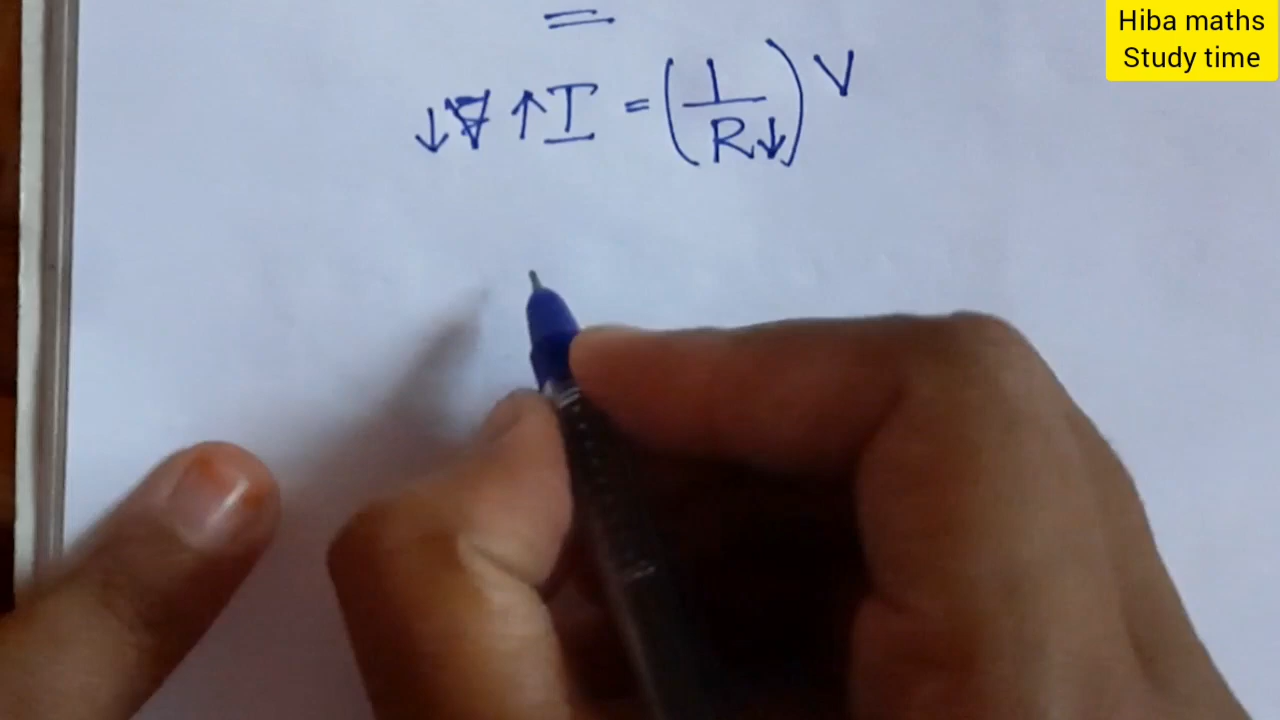 Hiba maths
Study time
=
↓ ↑ I = (1/R↓) V